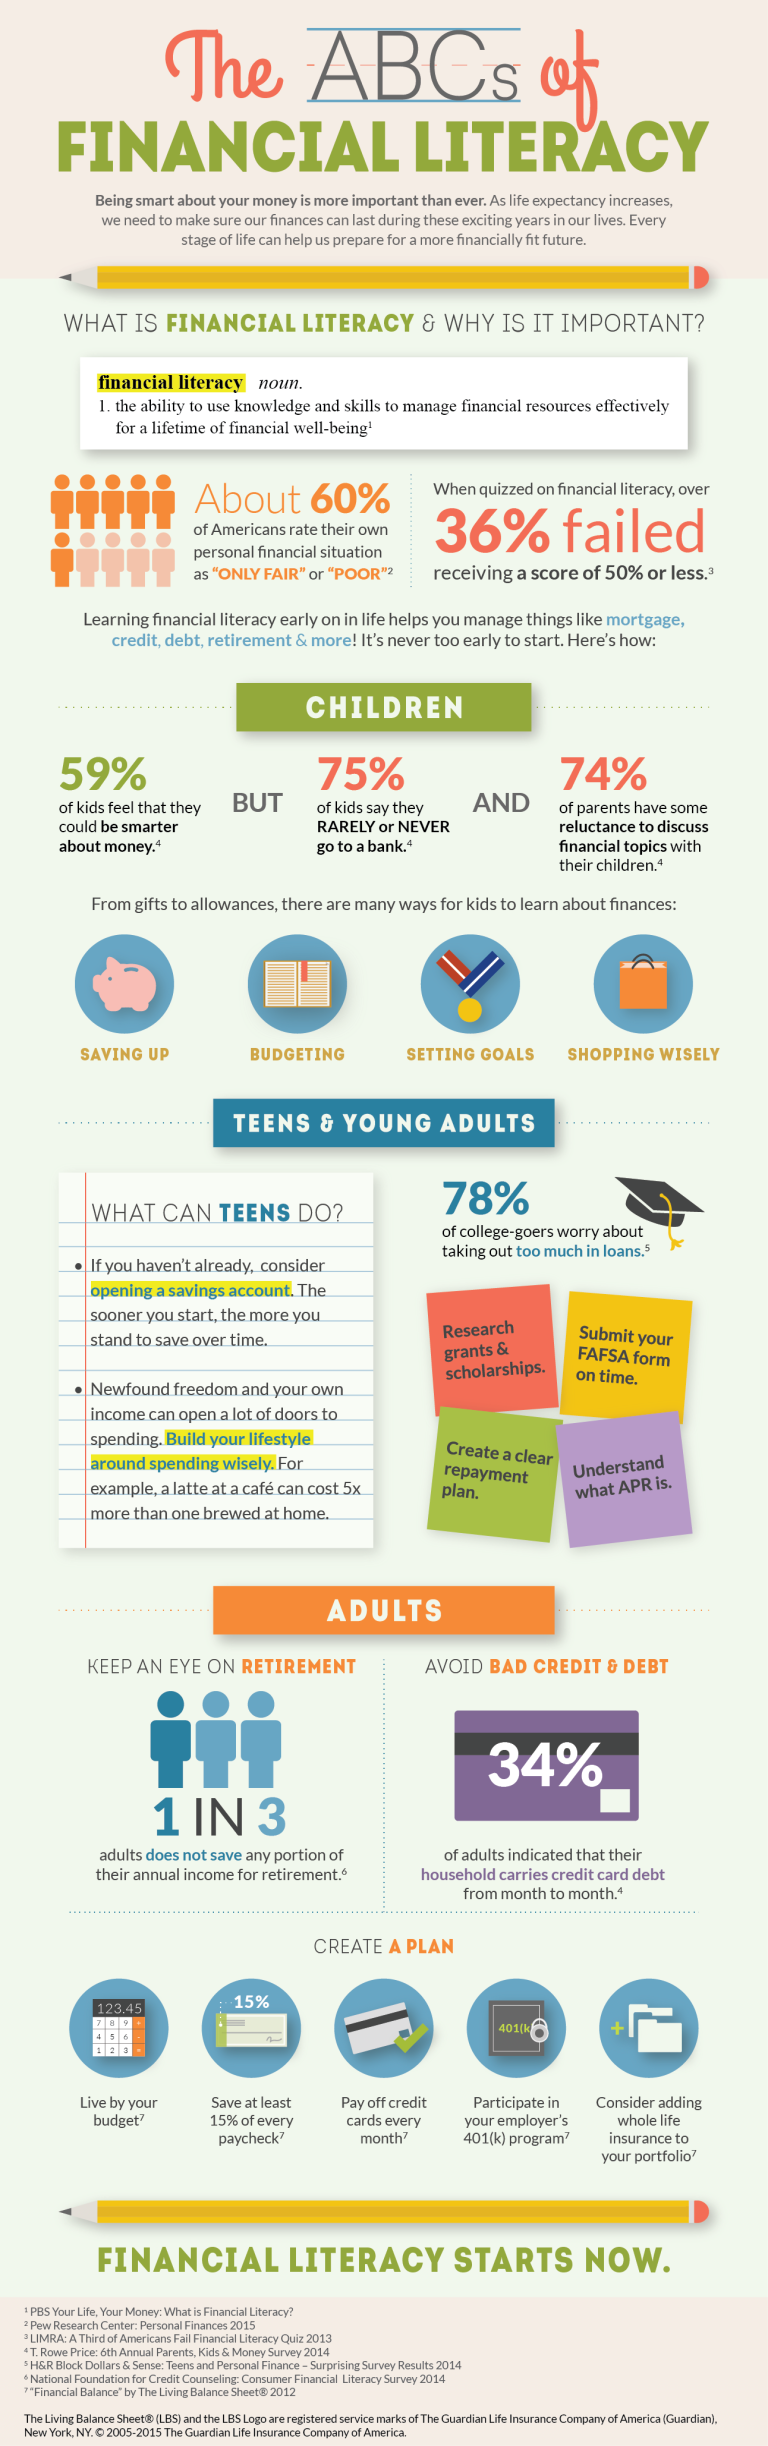 The ABCs of
FINANCIAL LITERACY
Being smart about your money is more important than ever. As life expectancy increases,
we need to make sure our finances can last during these exciting years in our lives. Every
stage of life can help us prepare for a more financially fit future.
WHAT IS FINANCIAL LITERACY & WHY IS IT IMPORTANT?
financial literacy noun.
1. the ability to use knowledge and skills to manage financial resources effectively
for a lifetime of financial well-being¹
About 60%
of Americans rate their own
personal financial situation
as "ONLY FAIR" or "POOR"²
When quizzed on financial literacy, over
36% failed
receiving a score of 50% or less.³
Learning financial literacy early on in life helps you manage things like mortgage,
credit, debt, retirement & more! It's never too early to start. Here's how:
CHILDREN
59%
of kids feel that they
could be smarter
about money.⁴
BUT
75%
of kids say they
RARELY or NEVER
go to a bank.⁴
AND
74%
of parents have some
reluctance to discuss
financial topics with
their children.⁴
From gifts to allowances, there are many ways for kids to learn about finances:
SAVING UP
BUDGETING
SETTING GOALS
SHOPPING WISELY
TEENS & YOUNG ADULTS
WHAT CAN TEENS DO?
• If you haven't already, consider
opening a savings account. The
sooner you start, the more you
stand to save over time.
• Newfound freedom and your own
income can open a lot of doors to
spending. Build your lifestyle
around spending wisely. For
example, a latte at a café can cost 5x
more than one brewed at home.
78%
of college-goers worry about
taking out too much in loans.⁵
Research
grants &
scholarships.
Submit your
FAFSA form
on time.
Create a clear
repayment
plan.
Understand
what APR is.
ADULTS
KEEP AN EYE ON RETIREMENT
1 IN 3
adults does not save any portion of
their annual income for retirement.⁶
AVOID BAD CREDIT & DEBT
34%
of adults indicated that their
household carries credit card debt
from month to month.⁴
CREATE A PLAN
123.45
7 8 9 +
4 5 6 -
1 2 3 =
Live by your
budget⁷
15%
Save at least
15% of every
paycheck⁷
Pay off credit
cards every
month⁷
401(k
Participate in
your employer's
401(k) program⁷
+
Consider adding
whole life
insurance to
your portfolio⁷
FINANCIAL LITERACY STARTS NOW.
¹ PBS Your Life, Your Money: What is Financial Literacy?
² Pew Research Center: Personal Finances 2015
³ LIMRA: A Third of Americans Fail Financial Literacy Quiz 2013
⁴ T. Rowe Price: 6th Annual Parents, Kids & Money Survey 2014
⁵ H&R Block Dollars & Sense: Teens and Personal Finance – Surprising Survey Results 2014
⁶ National Foundation for Credit Counseling: Consumer Financial Literacy Survey 2014
⁷ "Financial Balance" by The Living Balance Sheet® 2012
The Living Balance Sheet® (LBS) and the LBS Logo are registered service marks of The Guardian Life Insurance Company of America (Guardian),
New York, NY. © 2005-2015 The Guardian Life Insurance Company of America.